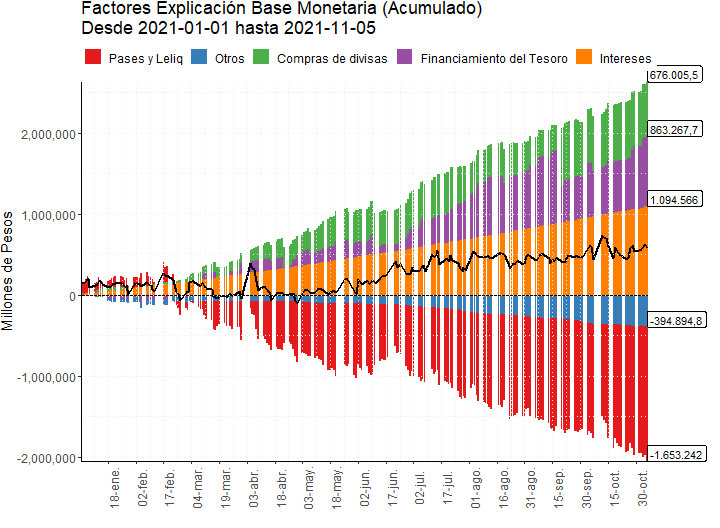 Factores Explicación Base Monetaria (Acumulado)
Desde 2021-01-01 hasta 2021-11-05
Pases y Leliq Otros Compras de divisas Financiamiento del Tesoro Intereses
Millones de Pesos
2,000,000
1,000,000
0
-1,000,000
-2,000,000
676.005,5
863.267,7
1.094.566
-394.894,8
-1.653.242
18-ene.
02-feb.
17-feb.
04-mar.
19-mar.
03-abr.
18-abr.
03-may.
18-may.
02-jun.
17-jun.
02-jul.
17-jul.
01-ago.
16-ago.
31-ago.
15-sep.
30-sep.
15-oct.
30-oct.